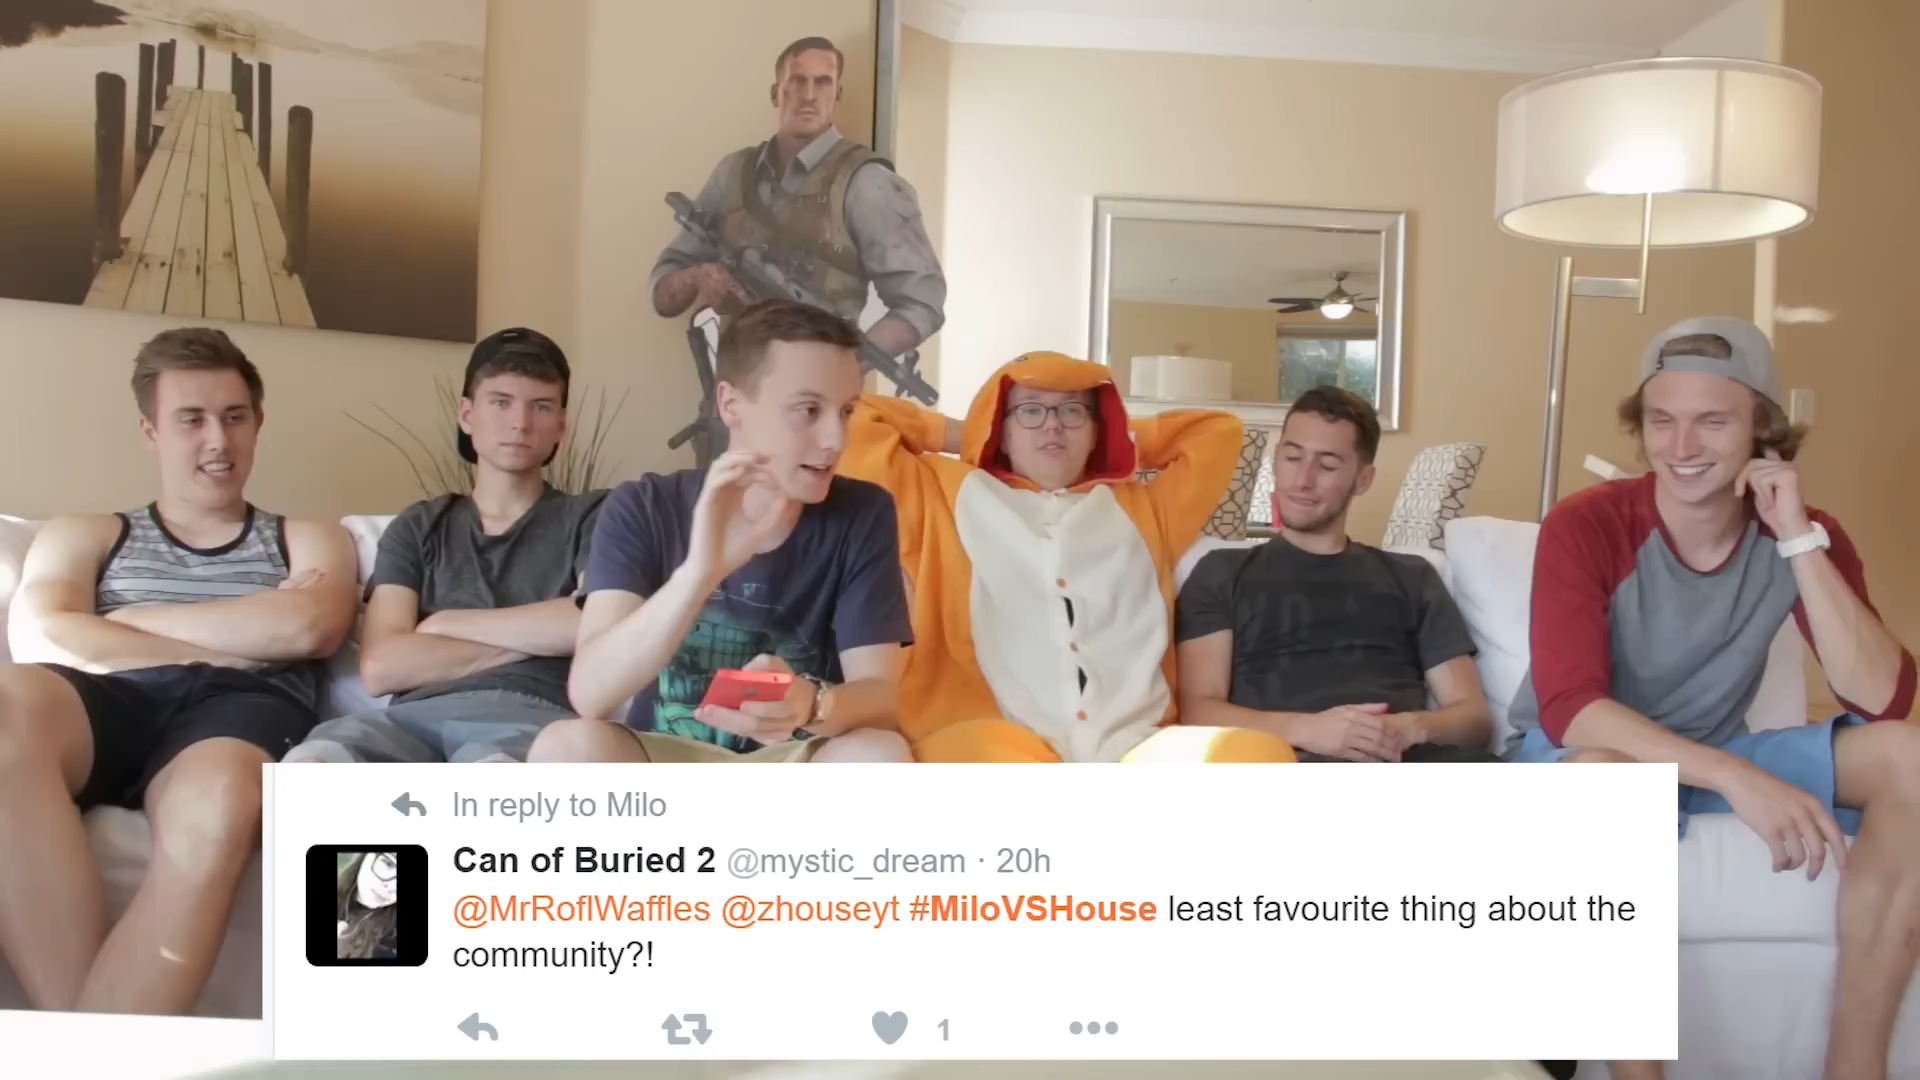 In reply to Milo
Can of Buried 2 @mystic_dream · 20h
@MrRoflWaffles @zhouseyt #MiloVSHouse least favourite thing about the
community?!
1